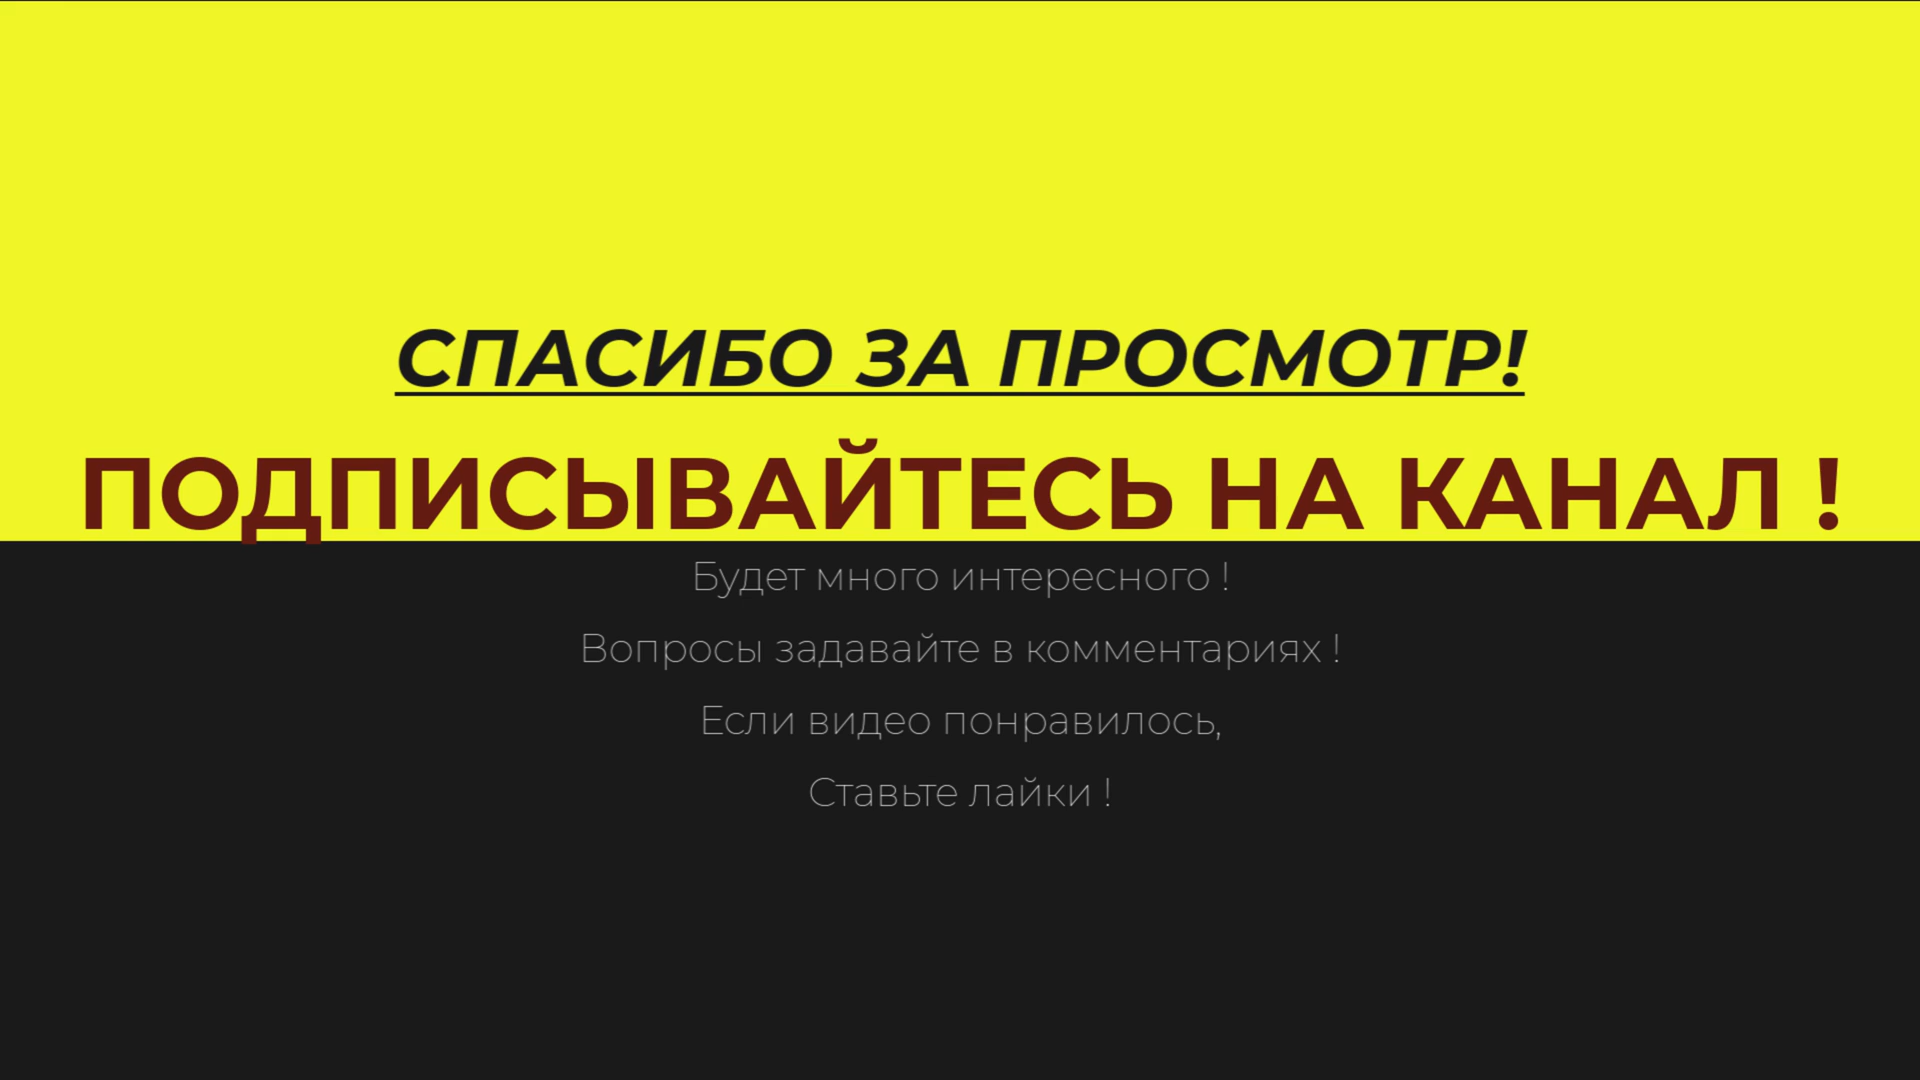 СПАСИБО ЗА ПРОСМОТР!
ПОДПИСЫВАЙТЕСЬ НА КАНАЛ !
Будет много интересного !
Вопросы задавайте в комментариях !
Если видео понравилось,
Ставьте лайки !